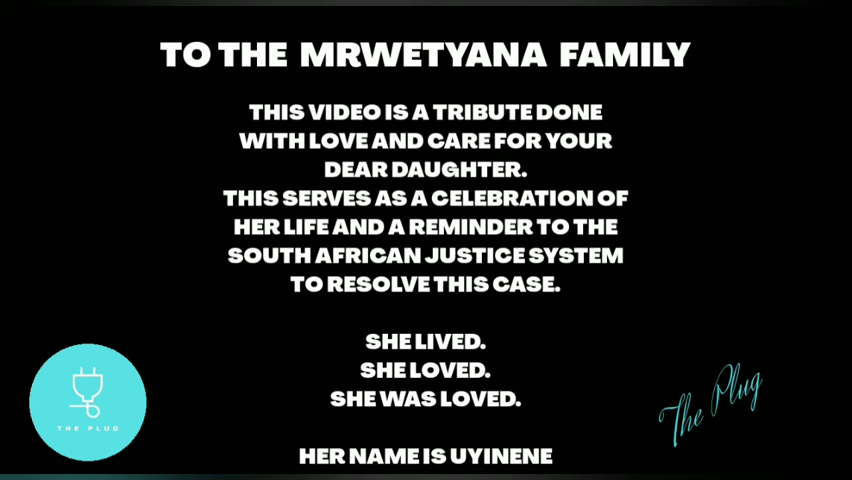 TO THE MRWETYANA FAMILY
THIS VIDEO IS A TRIBUTE DONE
WITH LOVE AND CARE FOR YOUR
DEAR DAUGHTER.
THIS SERVES AS A CELEBRATION OF
HER LIFE AND A REMINDER TO THE
SOUTH AFRICAN JUSTICE SYSTEM
TO RESOLVE THIS CASE.
SHE LIVED.
SHE LOVED.
SHE WAS LOVED.
HER NAME IS UYINENE
THE PLUG
The Plug